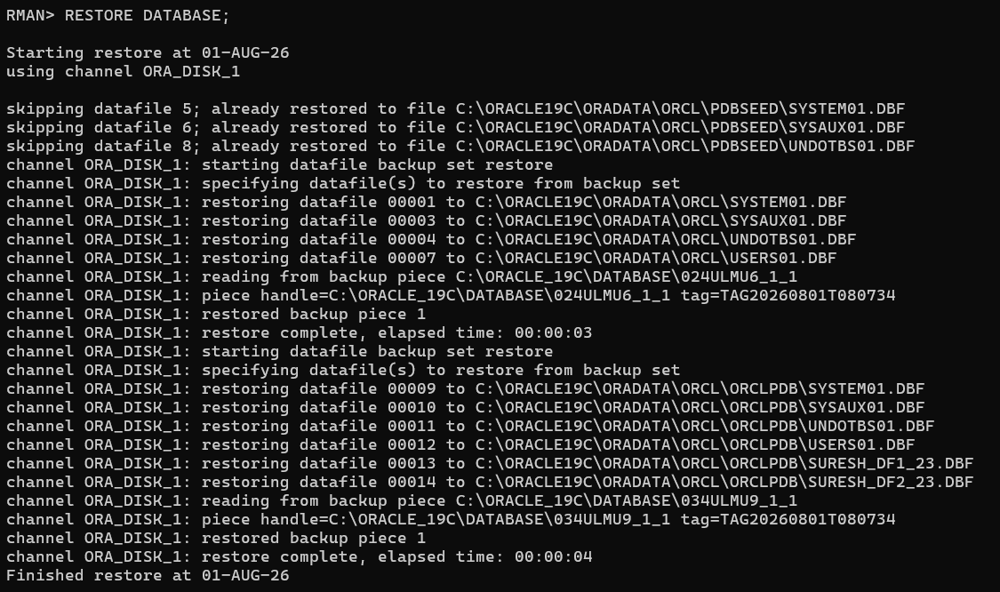 RMAN> RESTORE DATABASE;
Starting restore at 01-AUG-26
using channel ORA_DISK_1
skipping datafile 5; already restored to file C:\ORACLE19C\ORADATA\ORCL\PDBSEED\SYSTEM01.DBF
skipping datafile 6; already restored to file C:\ORACLE19C\ORADATA\ORCL\PDBSEED\SYSAUX01.DBF
skipping datafile 8; already restored to file C:\ORACLE19C\ORADATA\ORCL\PDBSEED\UNDOTBS01.DBF
channel ORA_DISK_1: starting datafile backup set restore
channel ORA_DISK_1: specifying datafile(s) to restore from backup set
channel ORA_DISK_1: restoring datafile 00001 to C:\ORACLE19C\ORADATA\ORCL\SYSTEM01.DBF
channel ORA_DISK_1: restoring datafile 00003 to C:\ORACLE19C\ORADATA\ORCL\SYSAUX01.DBF
channel ORA_DISK_1: restoring datafile 00004 to C:\ORACLE19C\ORADATA\ORCL\UNDOTBS01.DBF
channel ORA_DISK_1: restoring datafile 00007 to C:\ORACLE19C\ORADATA\ORCL\USERS01.DBF
channel ORA_DISK_1: reading from backup piece C:\ORACLE_19C\DATABASE\024ULMU6_1_1
channel ORA_DISK_1: piece handle=C:\ORACLE_19C\DATABASE\024ULMU6_1_1 tag=TAG20260801T080734
channel ORA_DISK_1: restored backup piece 1
channel ORA_DISK_1: restore complete, elapsed time: 00:00:03
channel ORA_DISK_1: starting datafile backup set restore
channel ORA_DISK_1: specifying datafile(s) to restore from backup set
channel ORA_DISK_1: restoring datafile 00009 to C:\ORACLE19C\ORADATA\ORCL\ORCLPDB\SYSTEM01.DBF
channel ORA_DISK_1: restoring datafile 00010 to C:\ORACLE19C\ORADATA\ORCL\ORCLPDB\SYSAUX01.DBF
channel ORA_DISK_1: restoring datafile 00011 to C:\ORACLE19C\ORADATA\ORCL\ORCLPDB\UNDOTBS01.DBF
channel ORA_DISK_1: restoring datafile 00012 to C:\ORACLE19C\ORADATA\ORCL\ORCLPDB\USERS01.DBF
channel ORA_DISK_1: restoring datafile 00013 to C:\ORACLE19C\ORADATA\ORCL\ORCLPDB\SURESH_DF1_23.DBF
channel ORA_DISK_1: restoring datafile 00014 to C:\ORACLE19C\ORADATA\ORCL\ORCLPDB\SURESH_DF2_23.DBF
channel ORA_DISK_1: reading from backup piece C:\ORACLE_19C\DATABASE\034ULMU9_1_1
channel ORA_DISK_1: piece handle=C:\ORACLE_19C\DATABASE\034ULMU9_1_1 tag=TAG20260801T080734
channel ORA_DISK_1: restored backup piece 1
channel ORA_DISK_1: restore complete, elapsed time: 00:00:04
Finished restore at 01-AUG-26